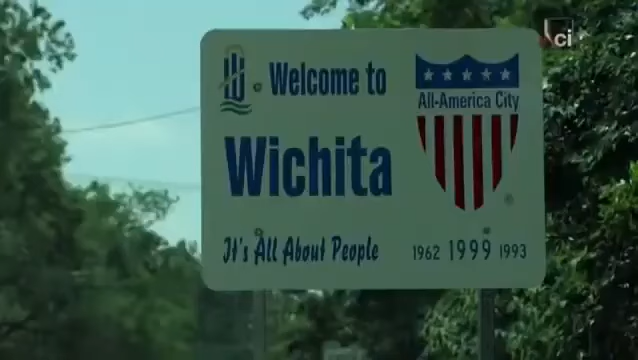 ci
Welcome to
Wichita
It's All About People
All-America City
1962 1999 1993